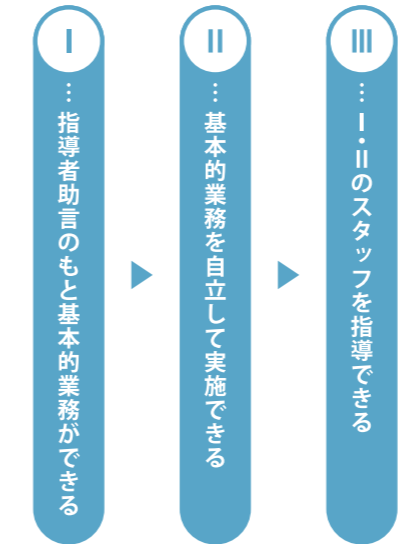 Ⅰ
…指導者助言のもと基本的業務ができる
Ⅱ
…基本的業務を自立して実施できる
Ⅲ
…Ⅰ・Ⅱのスタッフを指導できる